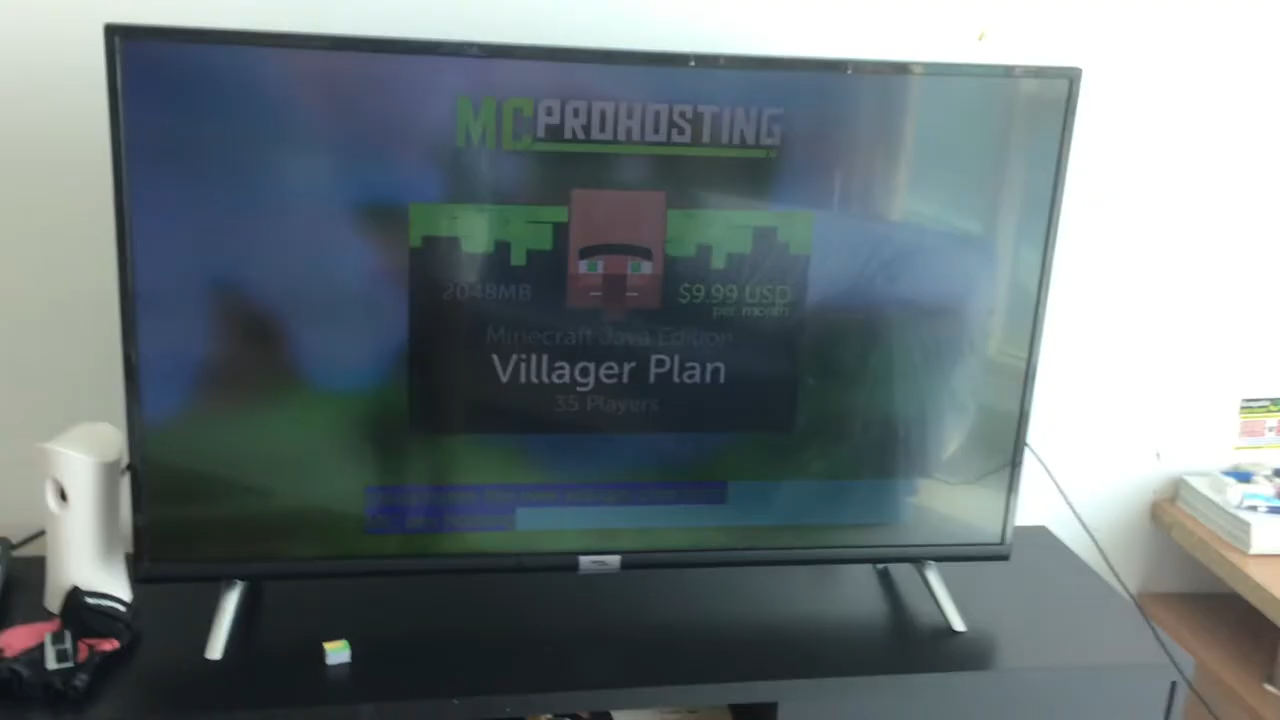 MCPROHOSTING
2048MB
$9.99 USD
per month
Minecraft Java Edition
Villager Plan
35 Players